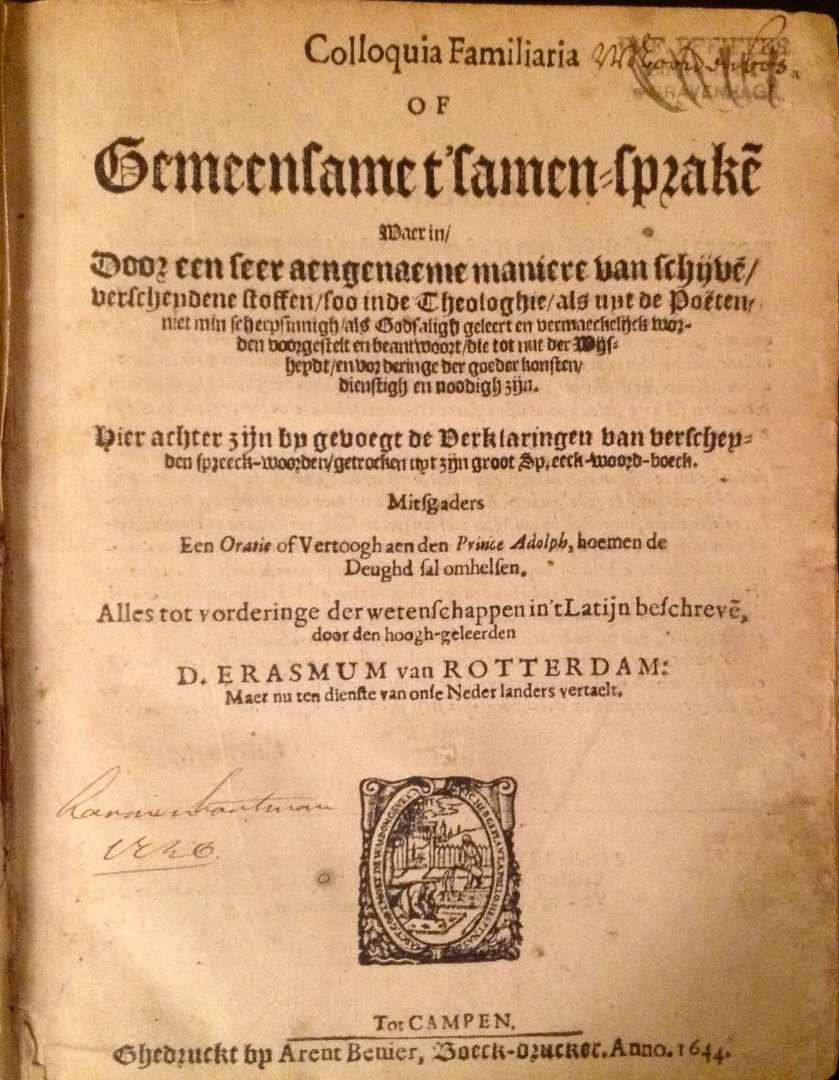 Colloquia Familiaria
OF
Gemeenſame t'ſamen-ſprakẽ
Waer in/
Door een ſeer aengenaeme maniere van ſchijvẽ/
verſcheydene ſtoffen/ſoo inde Theologhie/als uyt de Poëten/
niet min ſcherpſinnigh/als Godſaligh geleert en vermaeckelijck wor-
den voorgeſtelt en beantwoort/die tot nut der Wijſ-
heydt/en vorderinge der goeder konſten/
dienſtigh en noodigh zijn.
Hier achter zijn by gevoegt de Verklaringen van verſchey-
den ſpreeck-woorden/getrocken uyt zijn groot Spreeck-woord-boeck.
Mitſgaders
Een Oratie of Vertoogh aen den Prince Adolph, hoemen de
Deughd ſal omhelſen.
Alles tot vorderinge der wetenſchappen in't Latijn beſchrevẽ,
door den hoogh-geleerden
D. ERASMUM van ROTTERDAM:
Maer nu ten dienſte van onſe Neder landers vertaelt.
1820.
Tot CAMPEN.
Ghedruckt by Arent Benier, Boeck-drucker. Anno. 1644.